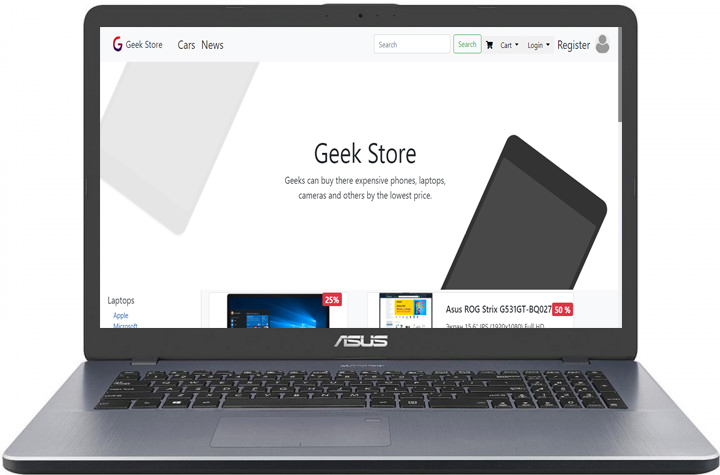 Geek Store Cars News Search Search Cart Login Register
Geek Store
Geeks can buy there expensive phones, laptops,
cameras and others by the lowest price.
Laptops
Apple
Microsoft
25%
Asus ROG Strix G531GT-BQ027
50 %
Экран 15.6" IPS (1920x1080) Full HD
ASUS